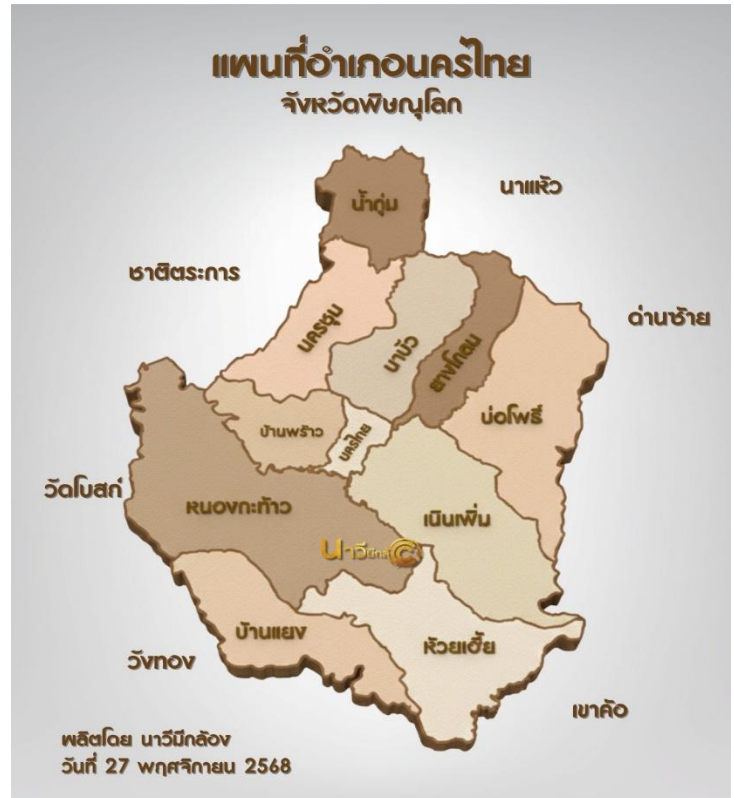 แผนที่อำเภอนครไทย
จังหวัดพิษณุโลก
น้ำกุ่ม
นาแห้ว
ชาติตระการ
ด่านซ้าย
นครชุม
นาบัว
ยางโกลน
บ่อโพธิ์
บ้านพร้าว
นครไทย
วัดโบสถ์
หนองกะท้าว
เนินเพิ่ม
นาวีมีกล้อง
บ้านแยง
ห้วยเฮี้ย
วังทอง
เขาค้อ
ผลิตโดย นาวีมีกล้อง
วันที่ 27 พฤศจิกายน 2568